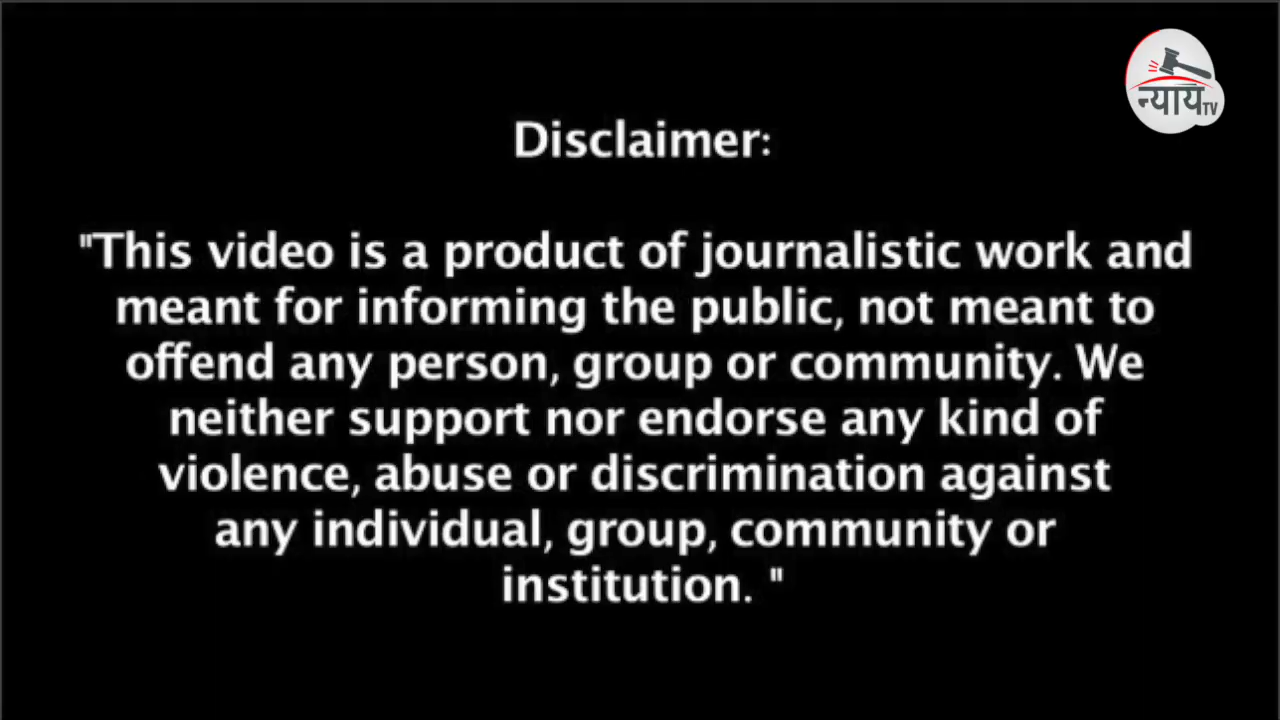 न्याय TV
Disclaimer:
"This video is a product of journalistic work and
meant for informing the public, not meant to
offend any person, group or community. We
neither support nor endorse any kind of
violence, abuse or discrimination against
any individual, group, community or
institution. "